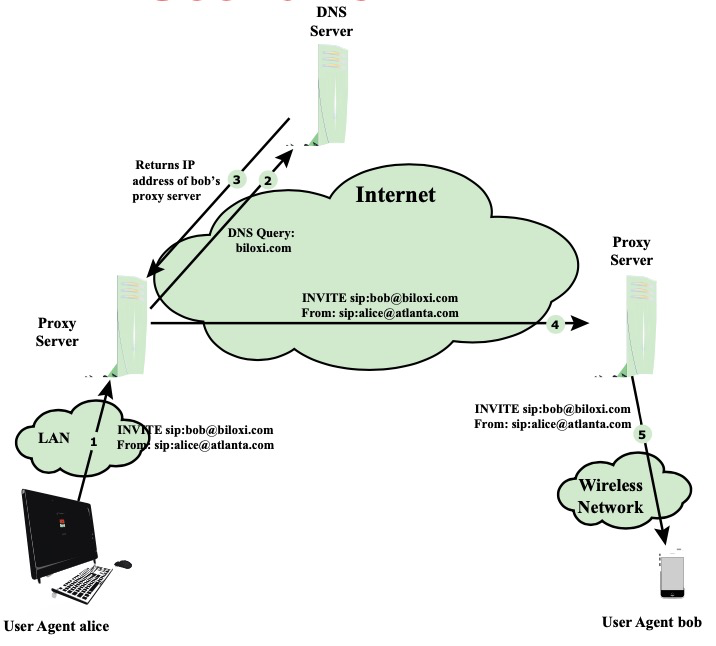 DNS
Server
Returns IP
address of bob's
proxy server
3
2
Internet
DNS Query:
biloxi.com
Proxy
Server
Proxy
Server
INVITE sip:bob@biloxi.com
From: sip:alice@atlanta.com
4
INVITE sip:bob@biloxi.com
From: sip:alice@atlanta.com
5
LAN
1
INVITE sip:bob@biloxi.com
From: sip:alice@atlanta.com
Wireless
Network
User Agent alice
User Agent bob